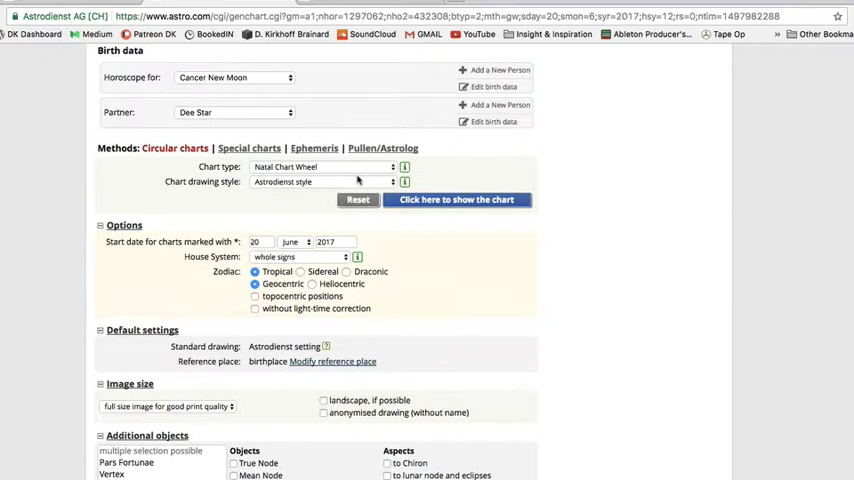 Astrodienst AG [CH] https://www.astro.com/cgi/genchart.cgi?gm=a1;nhor=1297062;nho2=432308;btyp=2;mth=gw;sday=20;smon=6;syr=2017;hsy=12;rs=0;ntim=1497982288
DK Dashboard Medium Patreon DK BookedIN D. Kirkhoff Brainard SoundCloud GMAIL YouTube Insight & Inspiration Ableton Producer's... Tape Op » Other Bookma
Birth data
Horoscope for: Cancer New Moon Add a New Person
Edit birth data
Partner: Dee Star Add a New Person
Edit birth data
Methods: Circular charts | Special charts | Ephemeris | Pullen/Astrolog
Chart type: Natal Chart Wheel
Chart drawing style: Astrodienst style
Reset Click here to show the chart
Options
Start date for charts marked with *: 20 June 2017
House System: whole signs
Zodiac: Tropical Sidereal Draconic
Geocentric Heliocentric
topocentric positions
without light-time correction
Default settings
Standard drawing: Astrodienst setting ?
Reference place: birthplace Modify reference place
Image size
full size image for good print quality landscape, if possible
anonymised drawing (without name)
Additional objects
multiple selection possible Objects Aspects
Pars Fortunae True Node to Chiron
Vertex Mean Node to lunar node and eclipses